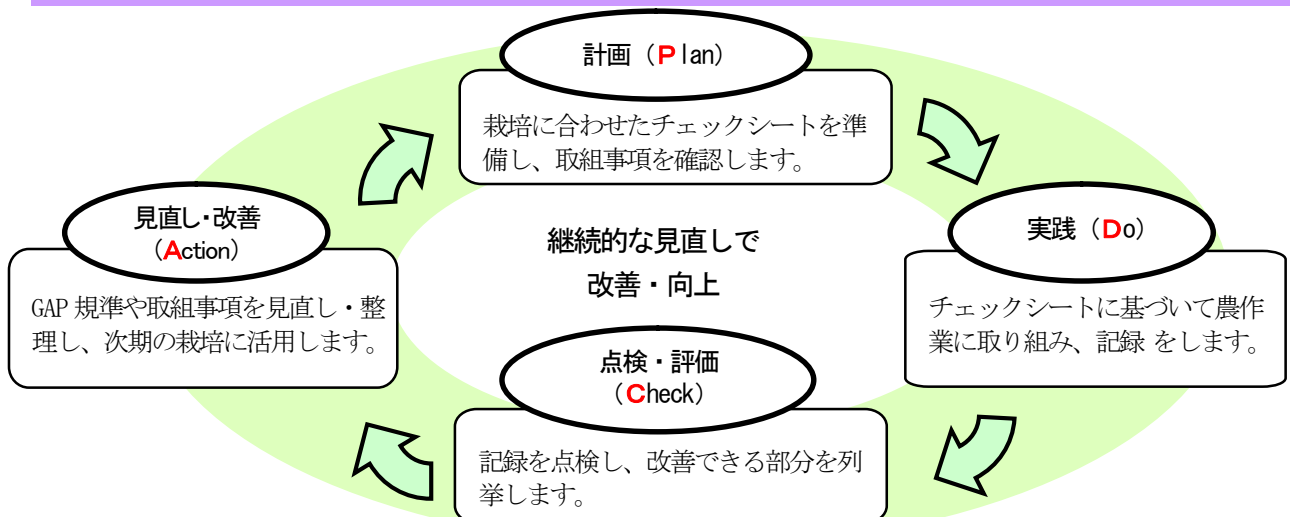 計画（Plan）
栽培に合わせたチェックシートを準
備し、取組事項を確認します。
実践（Do）
チェックシートに基づいて農作
業に取り組み、記録 をします。
点検・評価
（Check）
記録を点検し、改善できる部分を列
挙します。
見直し・改善
（Action）
GAP 規準や取組事項を見直し・整
理し、次期の栽培に活用します。
継続的な見直しで
改善・向上